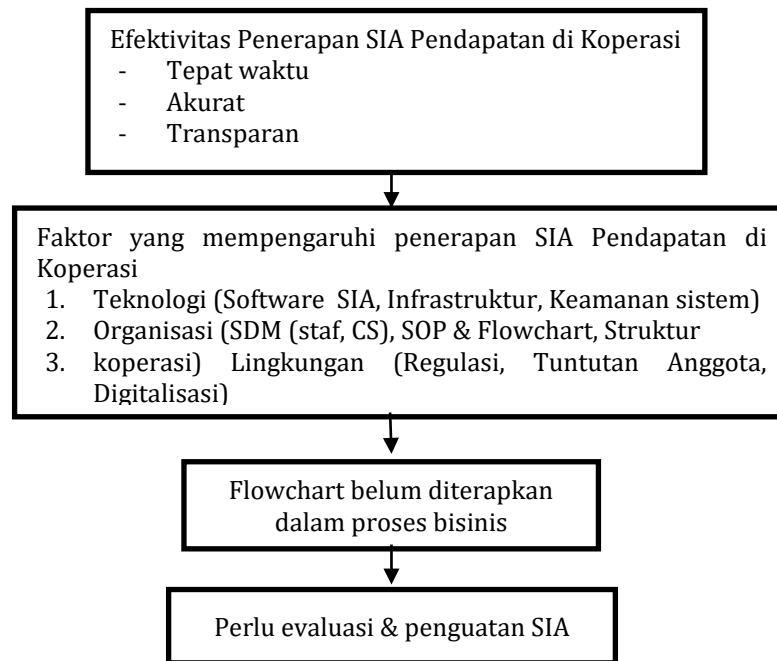 Efektivitas Penerapan SIA Pendapatan di Koperasi
- Tepat waktu
- Akurat
- Transparan
Faktor yang mempengaruhi penerapan SIA Pendapatan di
Koperasi
1. Teknologi (Software SIA, Infrastruktur, Keamanan sistem)
2. Organisasi (SDM (staf, CS), SOP & Flowchart, Struktur
3. koperasi) Lingkungan (Regulasi, Tuntutan Anggota,
Digitalisasi)
Flowchart belum diterapkan
dalam proses bisinis
Perlu evaluasi & penguatan SIA